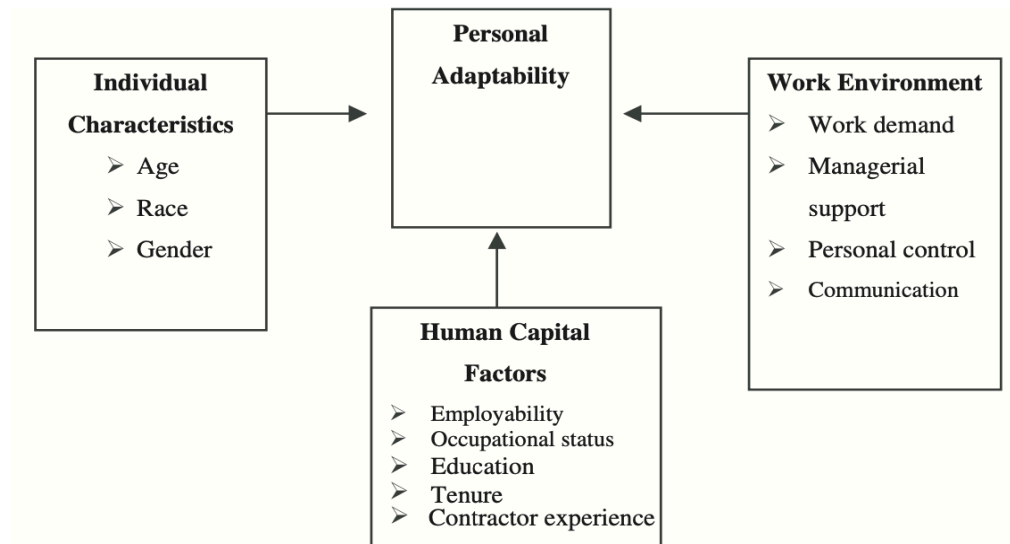 Personal
Adaptability
Individual
Characteristics
➢ Age
➢ Race
➢ Gender
Work Environment
➢ Work demand
➢ Managerial
support
➢ Personal control
➢ Communication
Human Capital
Factors
➢ Employability
➢ Occupational status
➢ Education
➢ Tenure
➢ Contractor experience